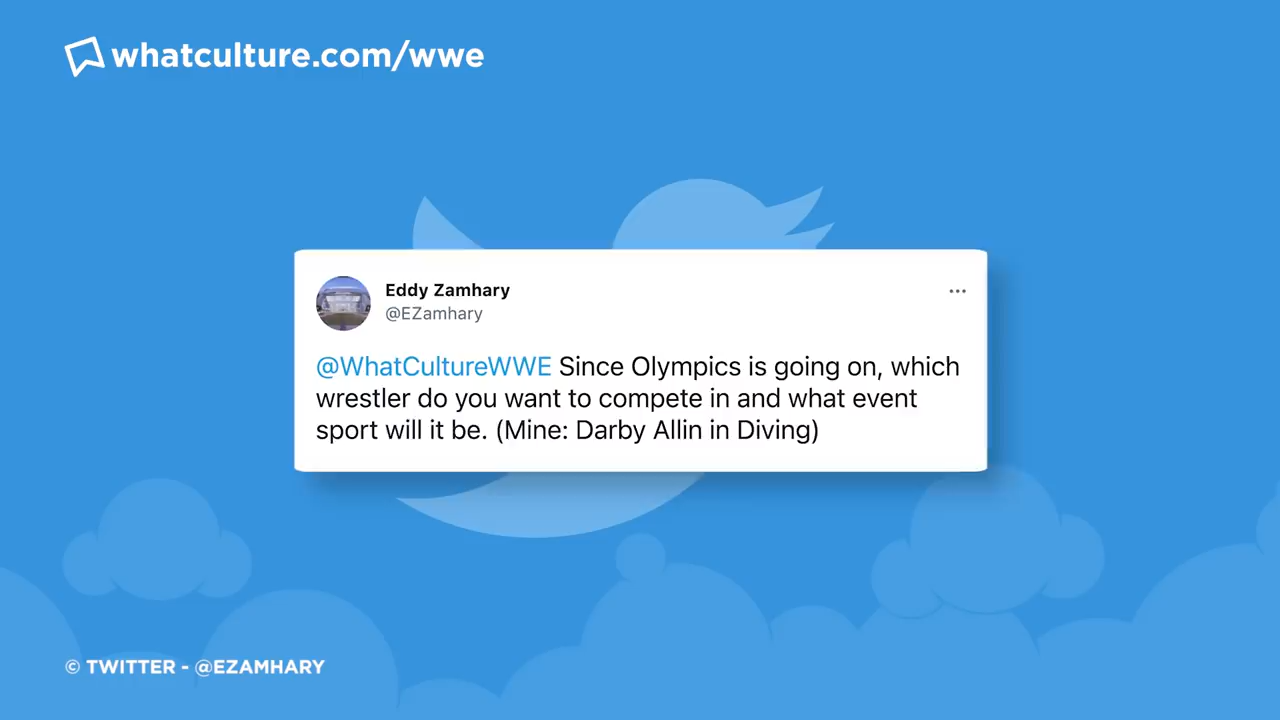 whatculture.com/wwe
Eddy Zamhary
@EZamhary
@WhatCultureWWE Since Olympics is going on, which
wrestler do you want to compete in and what event
sport will it be. (Mine: Darby Allin in Diving)
© TWITTER - @EZAMHARY